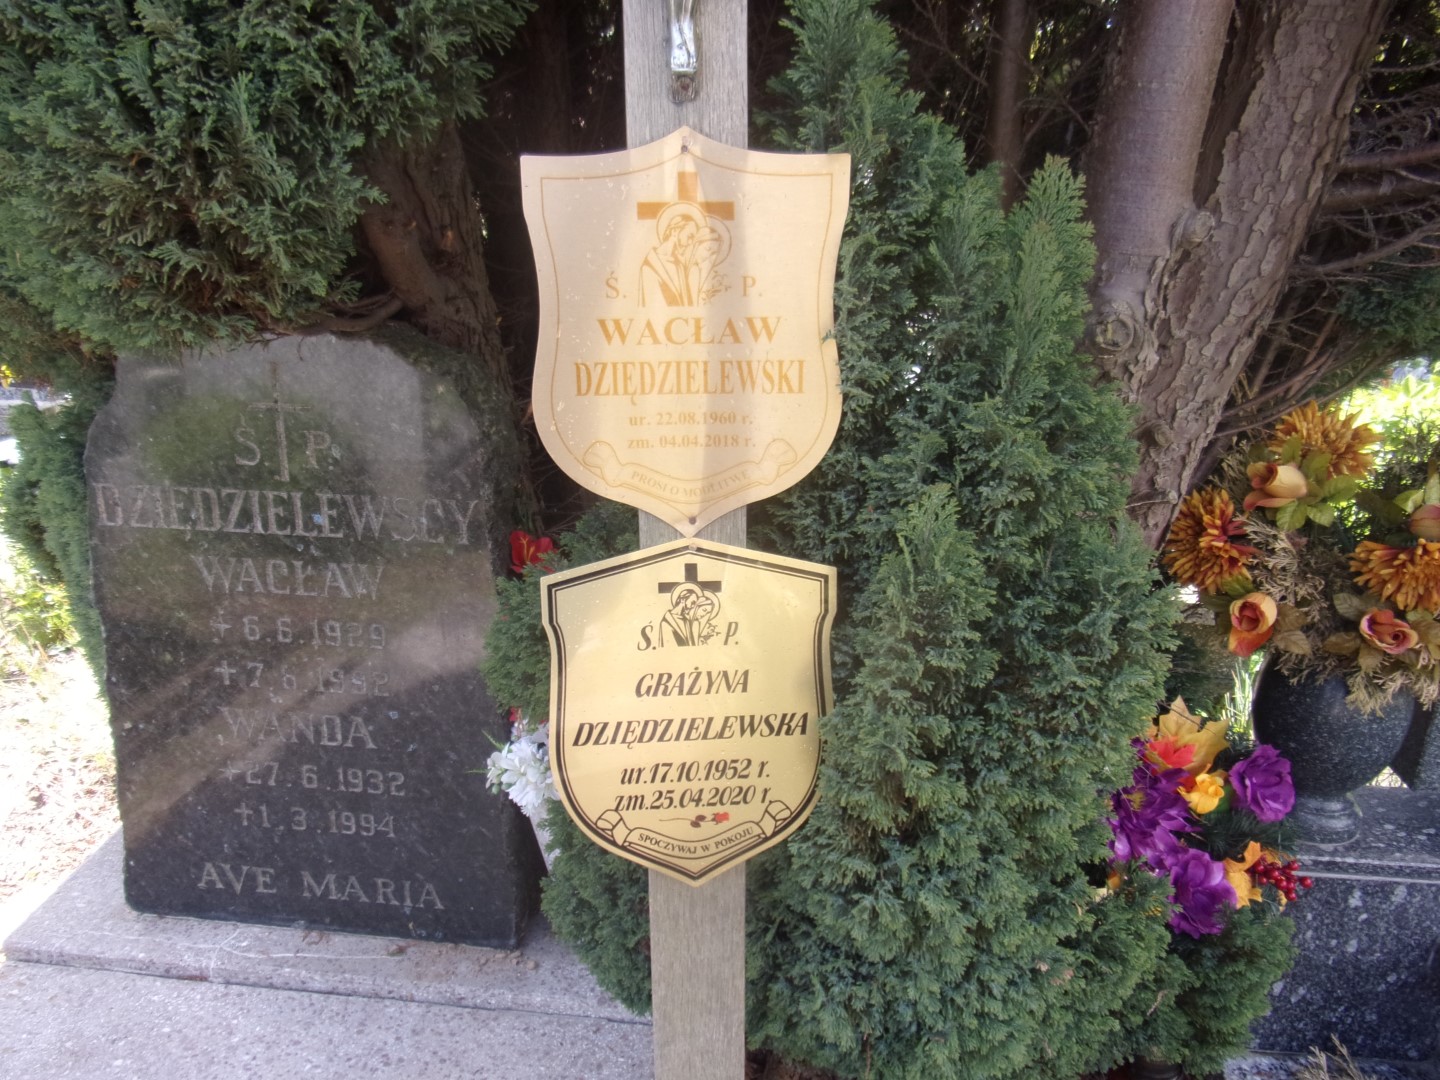 Ś. P.
DZIĘDZIELEWSCY
WACŁAW
+ 6.6.1929
+ 7.6.1992
WANDA
+ 27.6.1932
+ 1.3.1994
AVE MARIA
Ś. P.
WACŁAW
DZIĘDZIELEWSKI
ur. 22.08.1960 r.
zm. 04.04.2018 r.
PROSI O MODLITWĘ
Ś. P.
GRAŻYNA
DZIĘDZIELEWSKA
ur.17.10.1952 r.
zm.25.04.2020 r.
SPOCZYWAJ W POKOJU